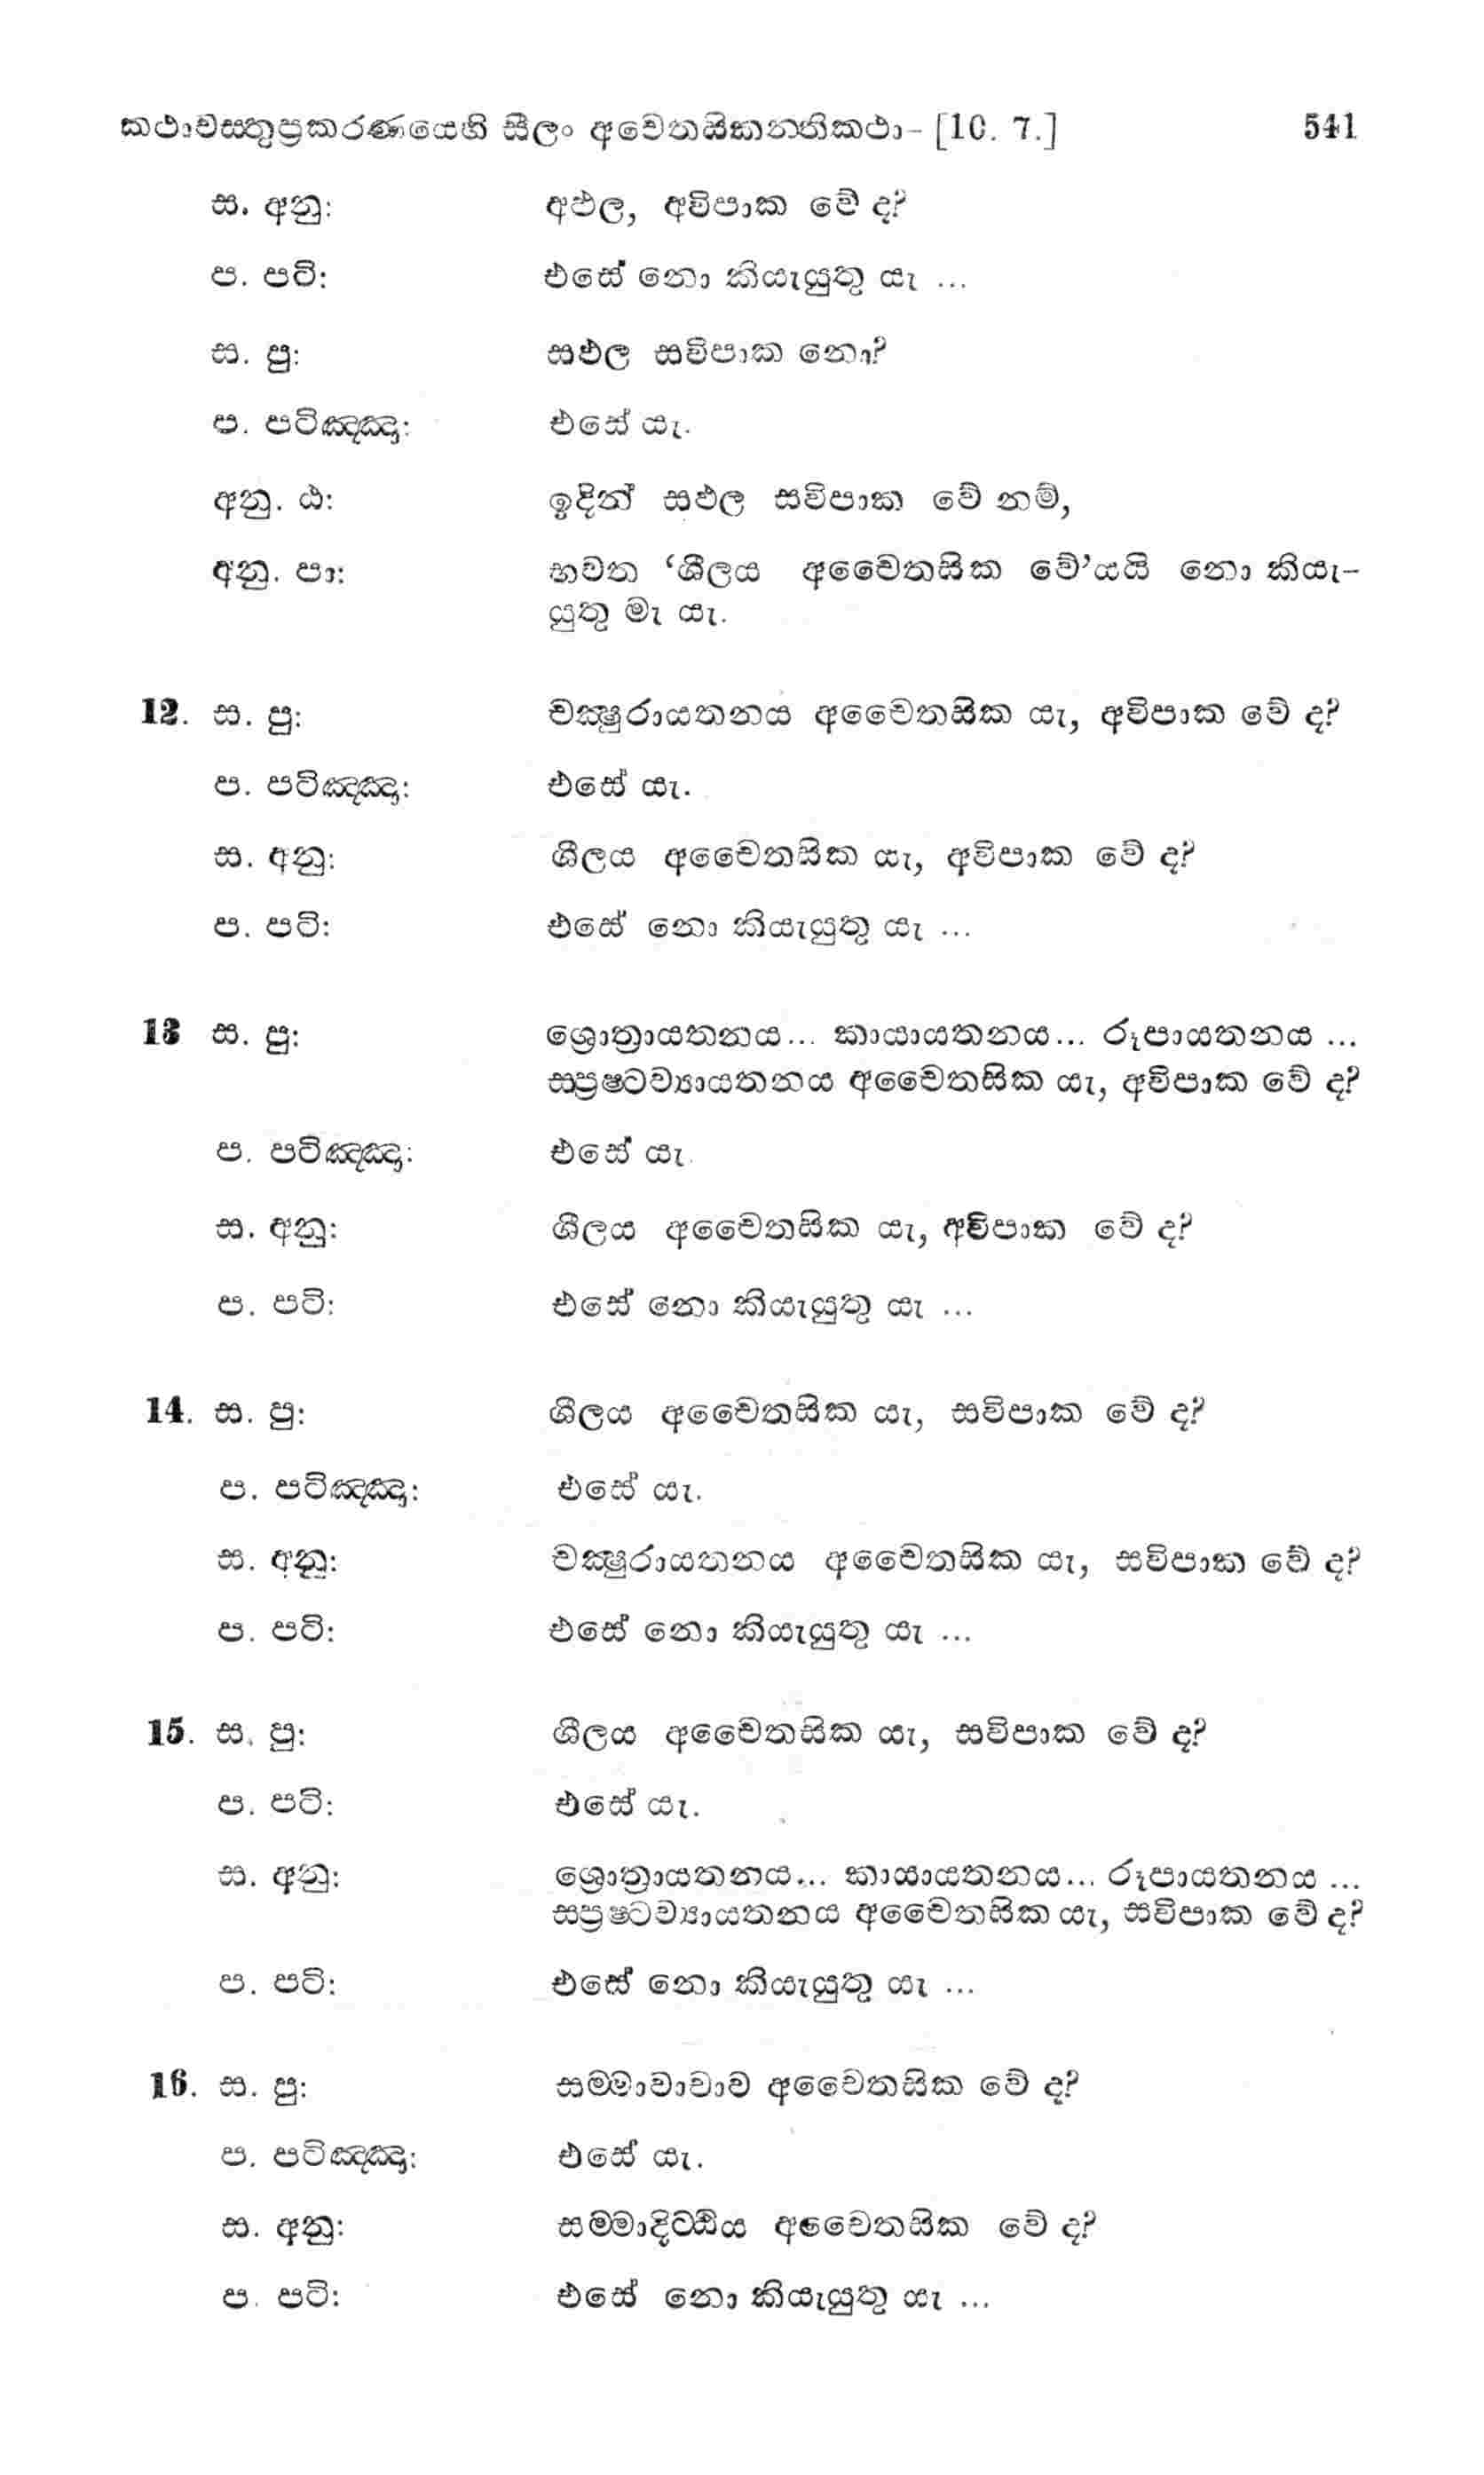 කථාවස්තුප්‍රකරණයෙහි සීලං අචෙතසිකන්තිකථා- [10. 7.] 541
ස. අනු: අඵල, අවිපාක වේ ද?
ප. පටි: එසේ නො කියැයුතු යැ ...
ස. පු: සඵල සවිපාක නො?
ප. පටිඤ්ඤා: එසේ යැ.
අනු. ඨ: ඉදින් සඵල සවිපාක වේ නම්,
අනු. පා: භවත ‘ශීලය අචෛතසික වේ’යයි නො කියැ-
යුතු මැ යැ.
12. ස. පු: චක්‍ෂුරායතනය අචෛතසික යැ, අවිපාක වේ ද?
ප. පටිඤ්ඤා: එසේ යැ.
ස. අනු: ශීලය අචෛතසික යැ, අවිපාක වේ ද?
ප. පටි: එසේ නො කියැයුතු යැ ...
13 ස. පු: ශ්‍රොත්‍රායතනය... කායායතනය... රූපායතනය ...
ස්ප්‍රෂ්ටව්‍යායතනය අචෛතසික යැ, අවිපාක වේ ද?
ප. පටිඤ්ඤා: එසේ යැ.
ස. අනු: ශීලය අචෛතසික යැ, අවිපාක වේ ද?
ප. පටි: එසේ නො කියැයුතු යැ ...
14. ස. පු: ශීලය අචෛතසික යැ, සවිපාක වේ ද?
ප. පටිඤ්ඤා: එසේ යැ.
ස. අනු: චක්‍ෂුරායතනය අචෛතසික යැ, සවිපාක වේ ද?
ප. පටි: එසේ නො කියැයුතු යැ ...
15. ස. පු: ශීලය අචෛතසික යැ, සවිපාක වේ ද?
ප. පටි: එසේ යැ.
ස. අනු: ශ්‍රොත්‍රායතනය... කායායතනය... රූපායතනය ...
ස්ප්‍රෂ්ටව්‍යායතනය අචෛතසික යැ, සවිපාක වේ ද?
ප. පටි: එසේ නො කියැයුතු යැ ...
16. ස. පු: සම්මාවාචාව අචෛතසික වේ ද?
ප. පටිඤ්ඤා: එසේ යැ.
ස. අනු: සම්මාදිට්ඨිය අචෛතසික වේ ද?
ප. පටි: එසේ නො කියැයුතු යැ ...